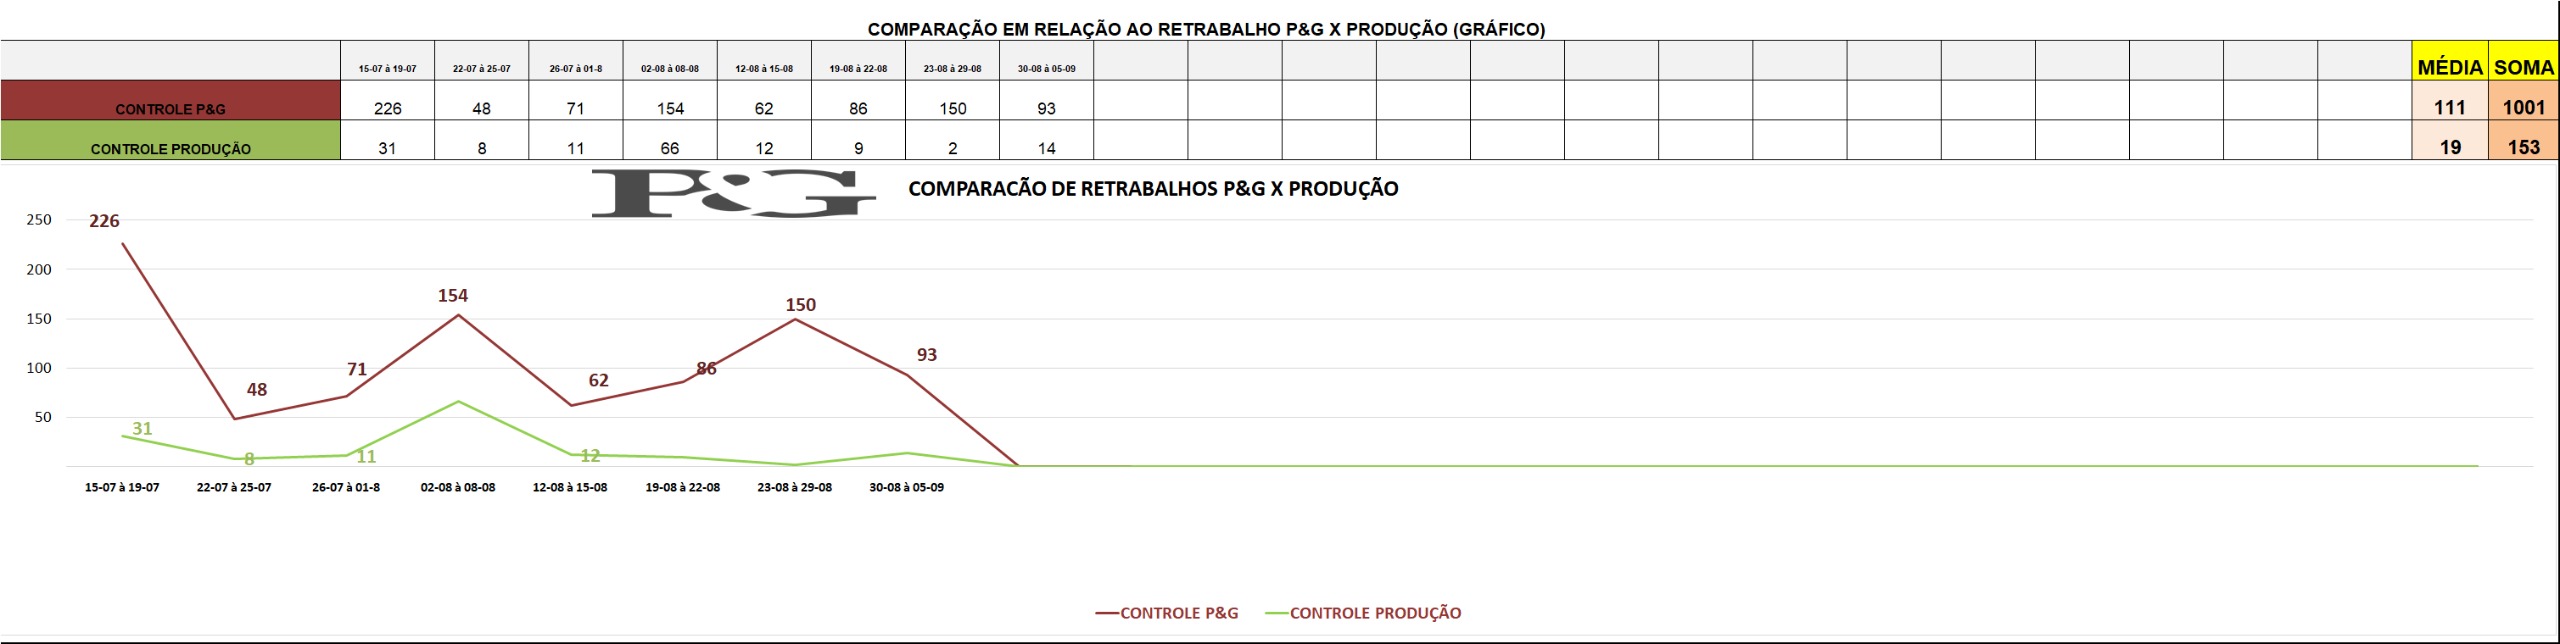 COMPARAÇÃO EM RELAÇÃO AO RETRABALHO P&G X PRODUÇÃO (GRÁFICO)
15-07 à 19-07 22-07 à 25-07 26-07 à 01-8 02-08 à 08-08 12-08 à 15-08 19-08 à 22-08 23-08 à 29-08 30-08 à 05-09 MÉDIA SOMA
CONTROLE P&G 226 48 71 154 62 86 150 93 111 1001
CONTROLE PRODUÇÃO 31 8 11 66 12 9 2 14 19 153
P&G COMPARACÃO DE RETRABALHOS P&G X PRODUÇÃO
250
200
150
100
50
226
48
71
154
62
86
150
93
31
8
11
12
15-07 à 19-07 22-07 à 25-07 26-07 à 01-8 02-08 à 08-08 12-08 à 15-08 19-08 à 22-08 23-08 à 29-08 30-08 à 05-09
CONTROLE P&G CONTROLE PRODUÇÃO